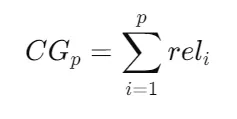 CG_p = \sum_{i=1}^{p} rel_i